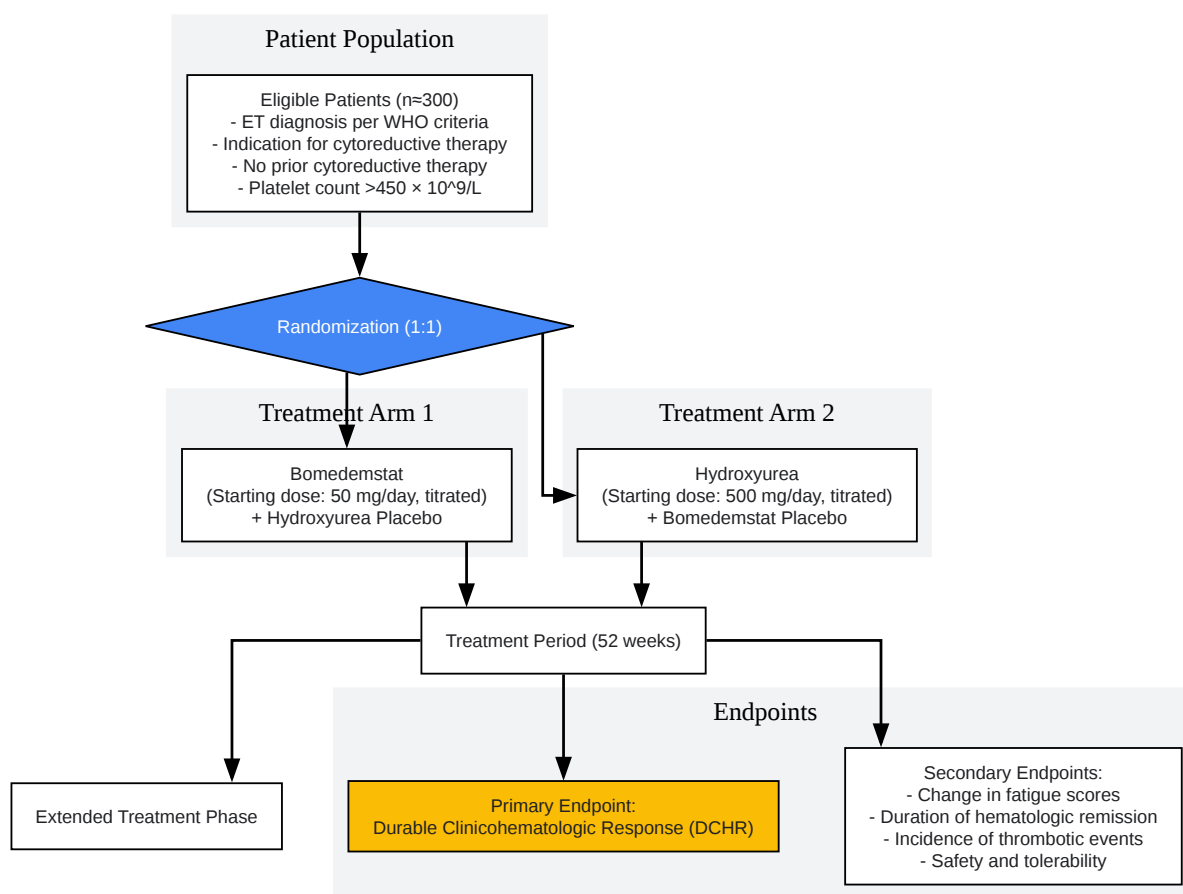 Patient Population
Eligible Patients (n≈300)
- ET diagnosis per WHO criteria
- Indication for cytoreductive therapy
- No prior cytoreductive therapy
- Platelet count >450 × 10^9/L
Randomization (1:1)
Treatment Arm 1
Bomedemstat
(Starting dose: 50 mg/day, titrated)
+ Hydroxyurea Placebo
Treatment Arm 2
Hydroxyurea
(Starting dose: 500 mg/day, titrated)
+ Bomedemstat Placebo
Treatment Period (52 weeks)
Endpoints
Extended Treatment Phase
Primary Endpoint:
Durable Clinicohematologic Response (DCHR)
Secondary Endpoints:
- Change in fatigue scores
- Duration of hematologic remission
- Incidence of thrombotic events
- Safety and tolerability